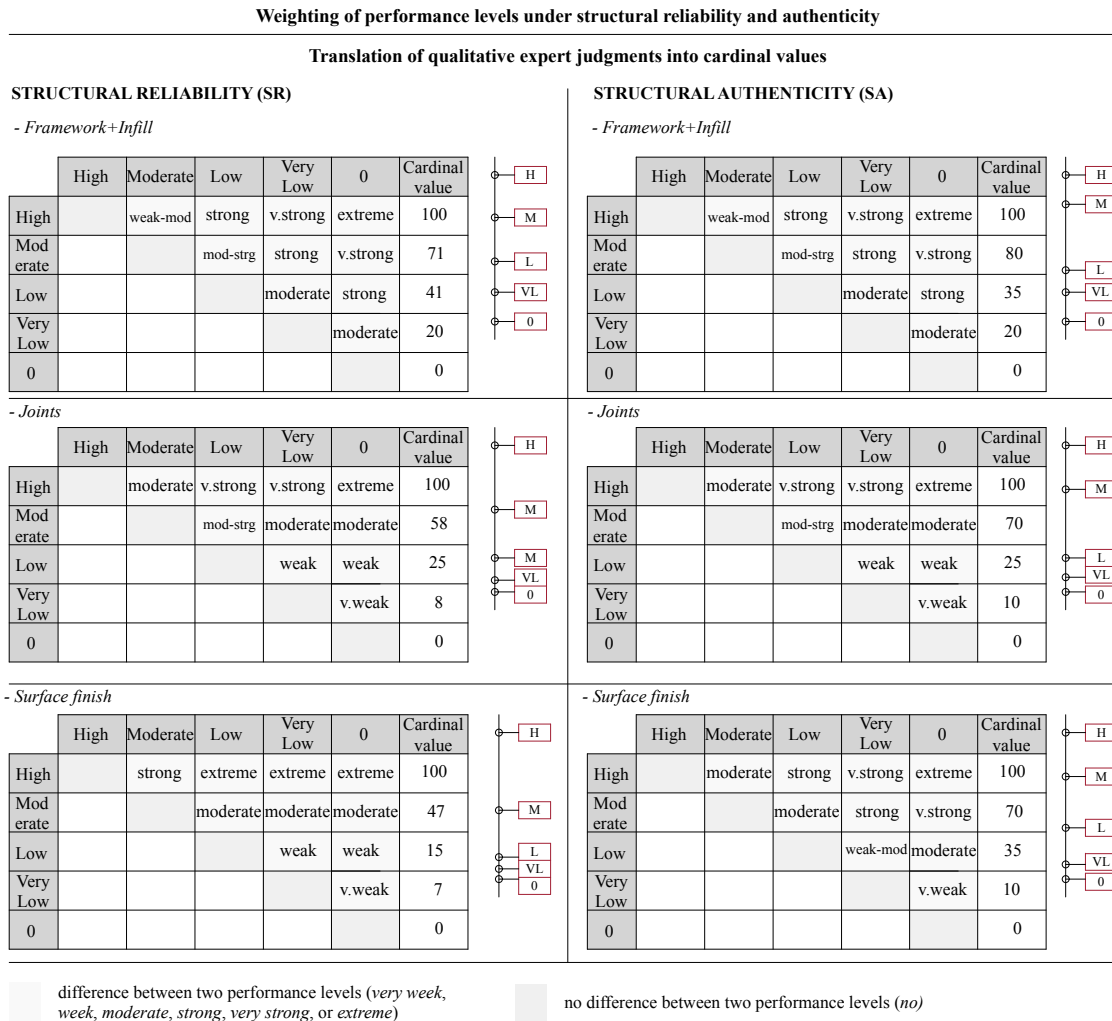 Weighting of performance levels under structural reliability and authenticity
Translation of qualitative expert judgments into cardinal values
STRUCTURAL RELIABILITY (SR)
- Framework+Infill
High Moderate Low Very Low 0 Cardinal value
High weak-mod strong v.strong extreme 100
Mod erate mod-strg strong v.strong 71
Low moderate strong 41
Very Low moderate 20
0 0
H
M
L
VL
0
- Joints
High Moderate Low Very Low 0 Cardinal value
High moderate v.strong v.strong extreme 100
Mod erate mod-strg moderate moderate 58
Low weak weak 25
Very Low v.weak 8
0 0
H
M
M
VL
0
- Surface finish
High Moderate Low Very Low 0 Cardinal value
High strong extreme extreme extreme 100
Mod erate moderate moderate moderate 47
Low weak weak 15
Very Low v.weak 7
0 0
H
M
L
VL
0
STRUCTURAL AUTHENTICITY (SA)
- Framework+Infill
High Moderate Low Very Low 0 Cardinal value
High weak-mod strong v.strong extreme 100
Mod erate mod-strg strong v.strong 80
Low moderate strong 35
Very Low moderate 20
0 0
H
M
L
VL
0
- Joints
High Moderate Low Very Low 0 Cardinal value
High moderate v.strong v.strong extreme 100
Mod erate mod-strg moderate moderate 70
Low weak weak 25
Very Low v.weak 10
0 0
H
M
L
VL
0
- Surface finish
High Moderate Low Very Low 0 Cardinal value
High moderate strong v.strong extreme 100
Mod erate moderate strong v.strong 70
Low weak-mod moderate 35
Very Low v.weak 10
0 0
H
M
L
VL
0
difference between two performance levels (very week,
week, moderate, strong, very strong, or extreme)
no difference between two performance levels (no)